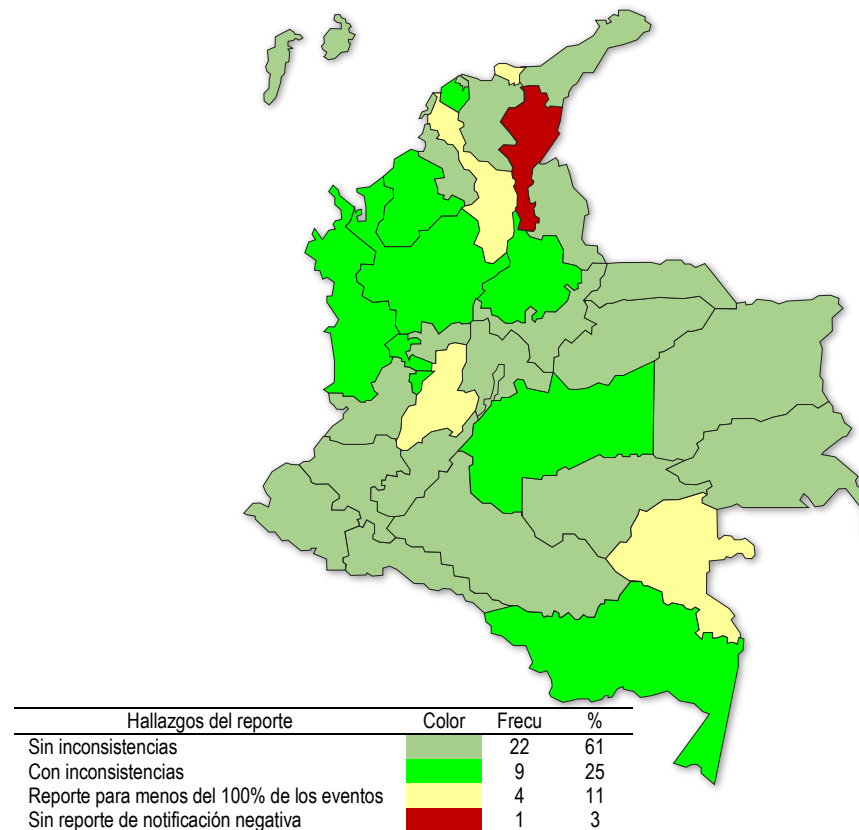 Hallazgos del reporte Color Frecu %
Sin inconsistencias 22 61
Con inconsistencias 9 25
Reporte para menos del 100% de los eventos 4 11
Sin reporte de notificación negativa 1 3